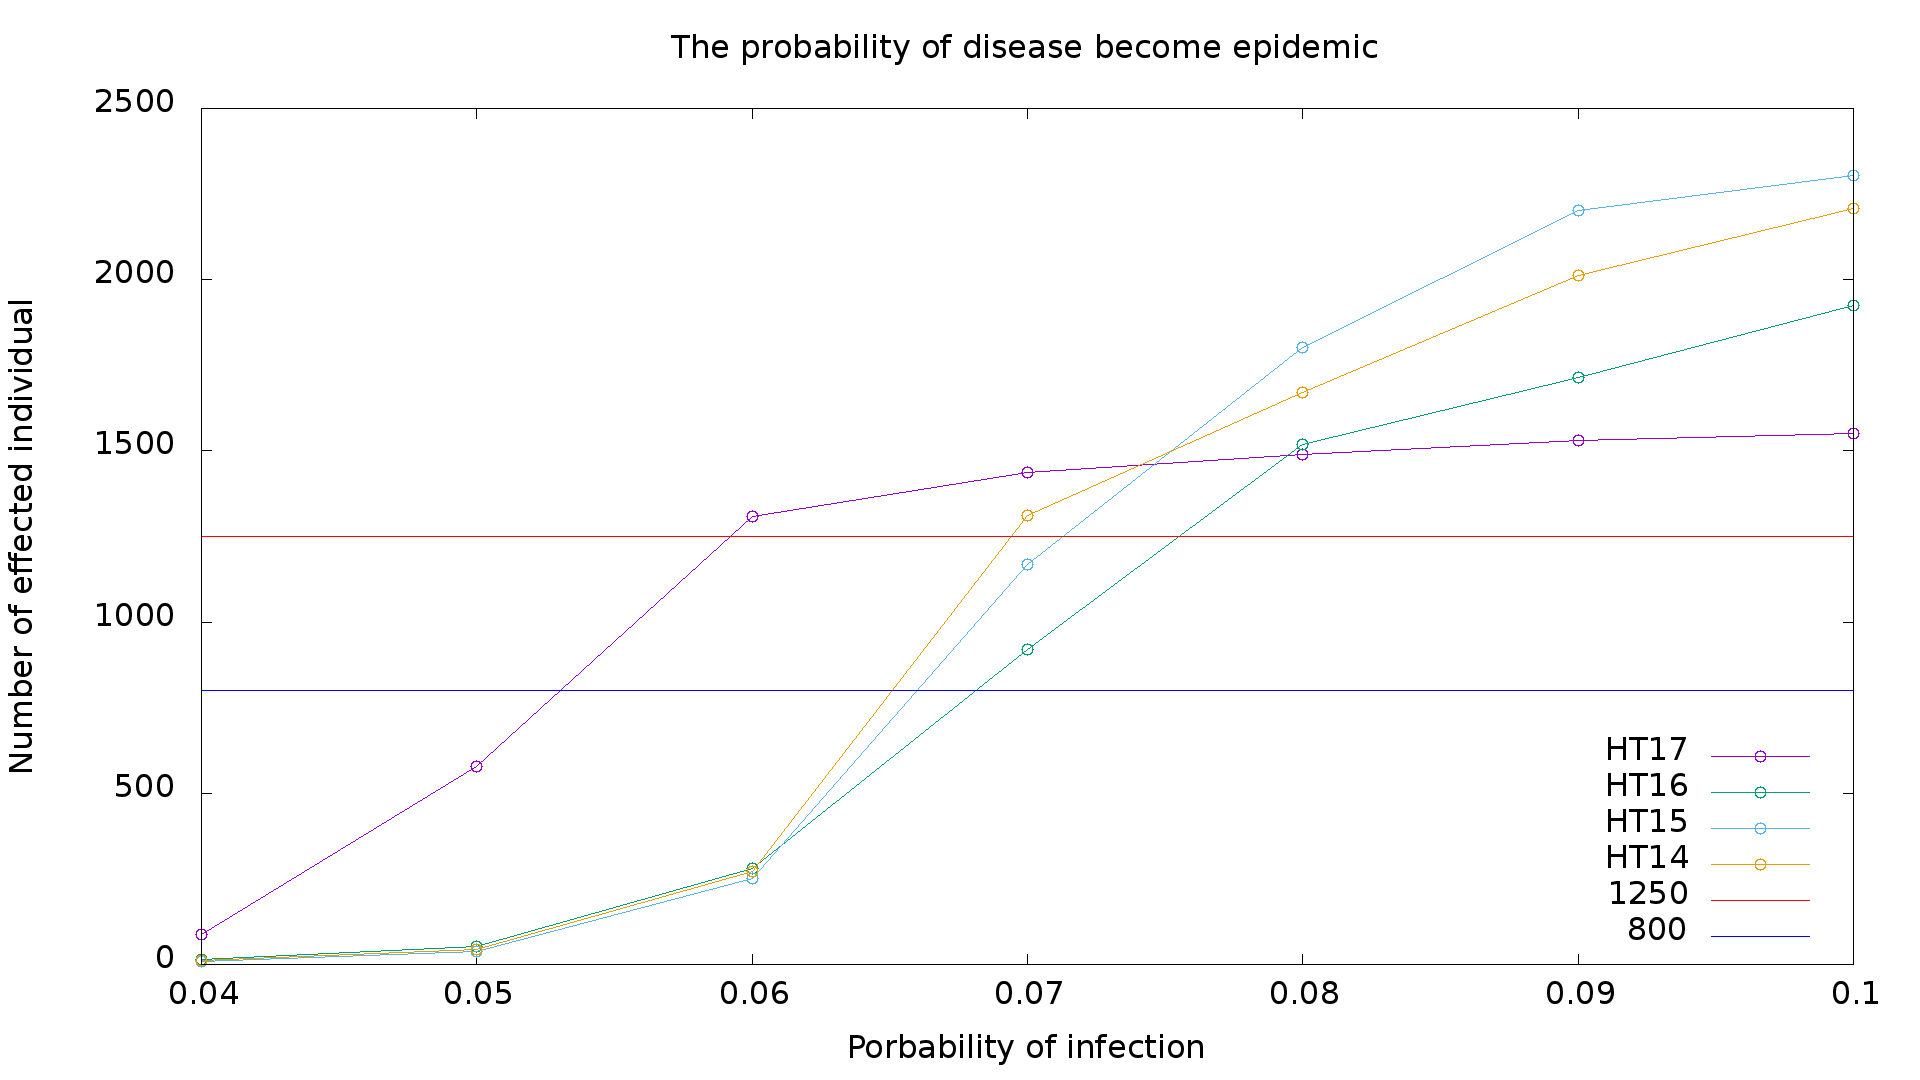 The probability of disease become epidemic
2500
2000
1500
1000
500
0
Number of effected individual
0.04 0.05 0.06 0.07 0.08 0.09 0.1
Porbability of infection
HT17
HT16
HT15
HT14
1250
800